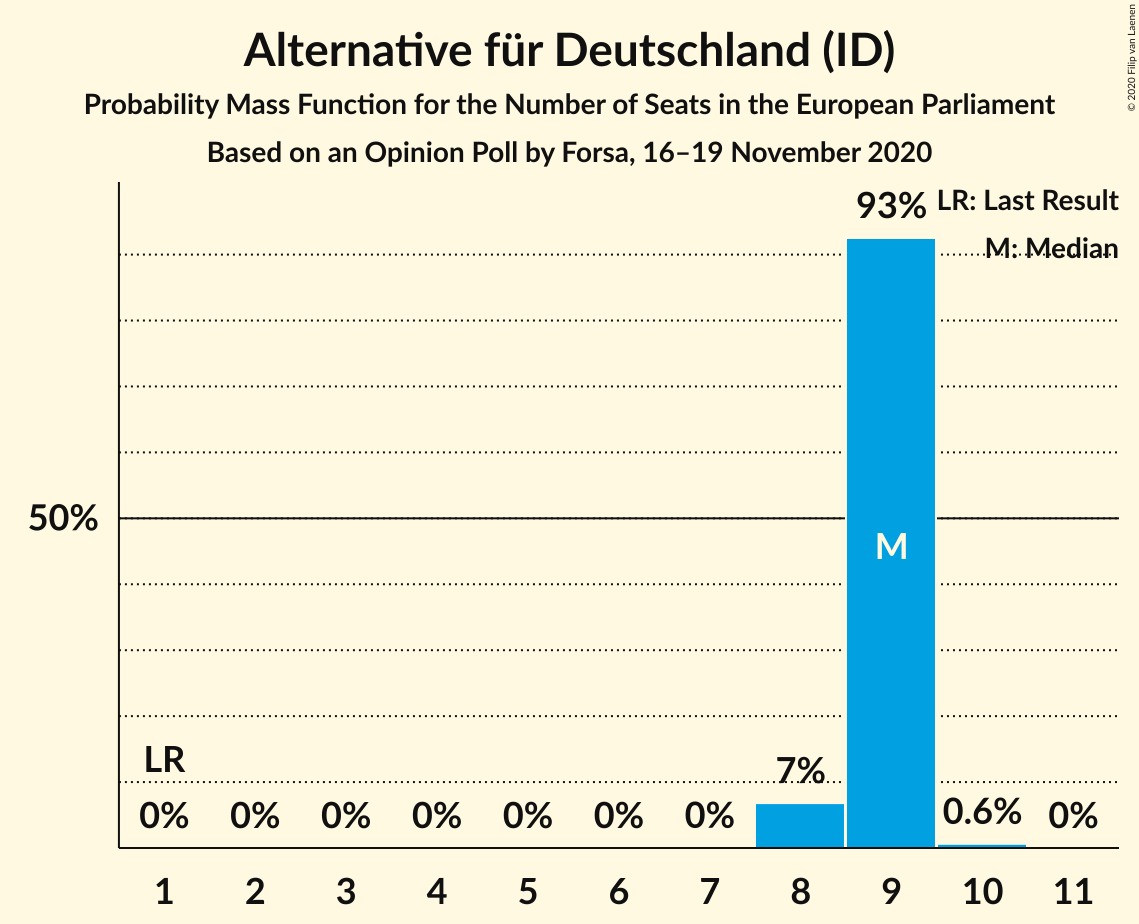 © 2020 Filip van Laenen
Alternative für Deutschland (ID)
Probability Mass Function for the Number of Seats in the European Parliament
Based on an Opinion Poll by Forsa, 16–19 November 2020
93% LR: Last Result
M: Median
50%
M
LR
7%
0% 0% 0% 0% 0% 0% 0% 0.6% 0%
1 2 3 4 5 6 7 8 9 10 11